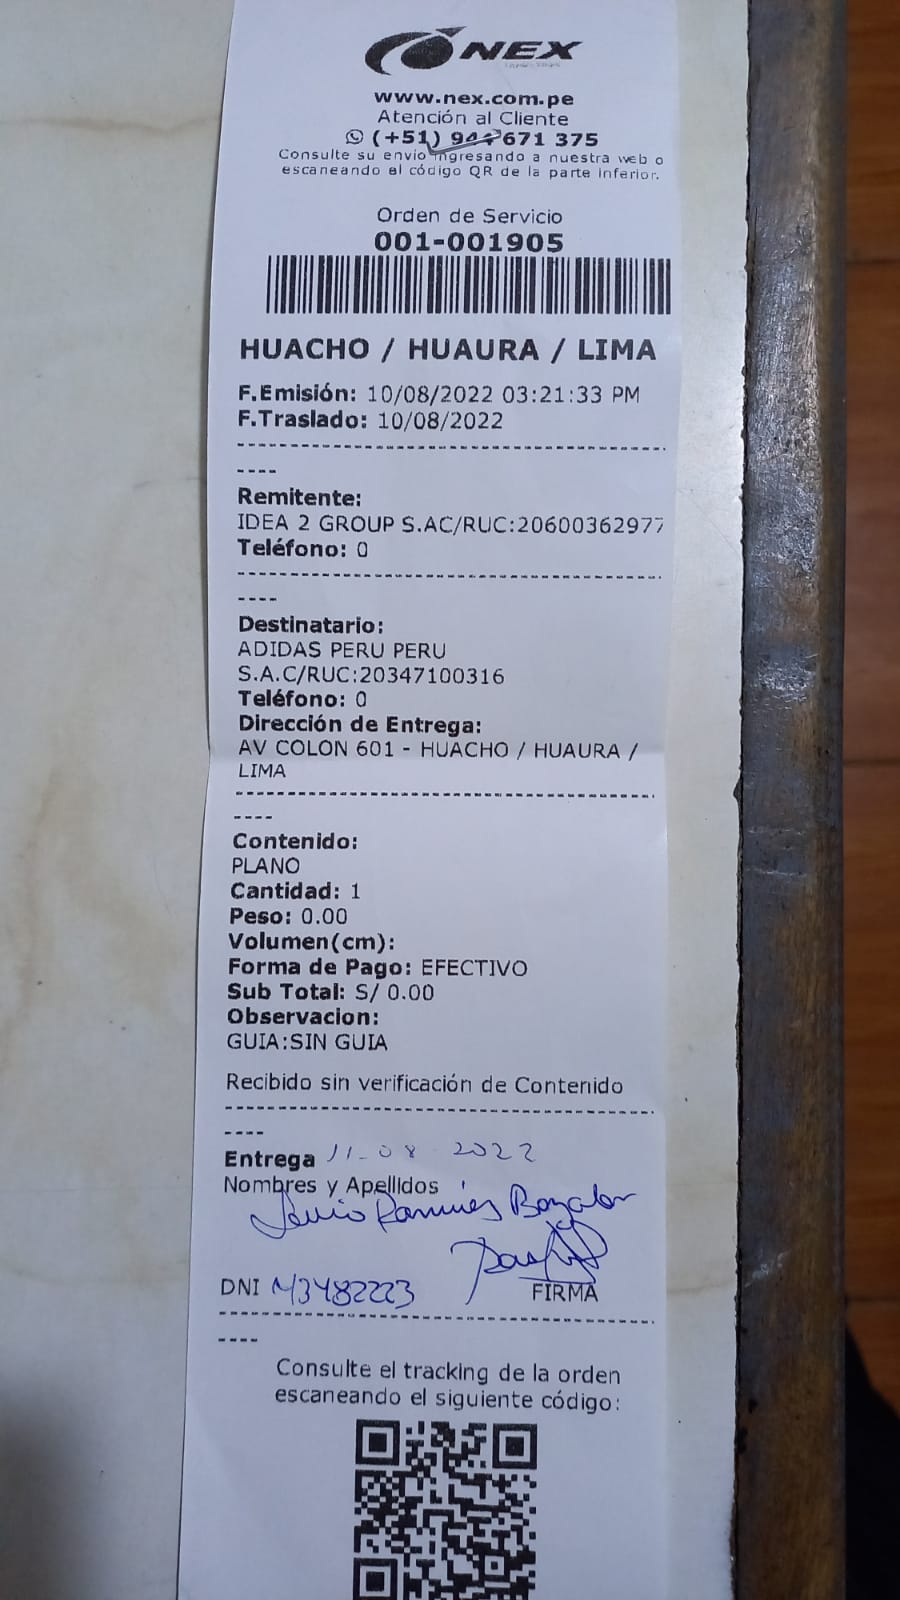 NEX
www.nex.com.pe
Atención al Cliente
(+51) 944 671 375
Consulte su envío ingresando a nuestra web o
escaneando el código QR de la parte inferior.
Orden de Servicio
001-001905
HUACHO / HUAURA / LIMA
F.Emisión: 10/08/2022 03:21:33 PM
F.Traslado: 10/08/2022
----
Remitente:
IDEA 2 GROUP S.AC/RUC:20600362977
Teléfono: 0
----
Destinatario:
ADIDAS PERU PERU
S.A.C/RUC:20347100316
Teléfono: 0
Dirección de Entrega:
AV COLON 601 - HUACHO / HUAURA /
LIMA
----
Contenido:
PLANO
Cantidad: 1
Peso: 0.00
Volumen(cm):
Forma de Pago: EFECTIVO
Sub Total: S/ 0.00
Observacion:
GUIA:SIN GUIA
Recibido sin verificación de Contenido
----
Entrega 11-08 2022
Nombres y Apellidos
DNI 43482223 FIRMA
----
Consulte el tracking de la orden
escaneando el siguiente código: